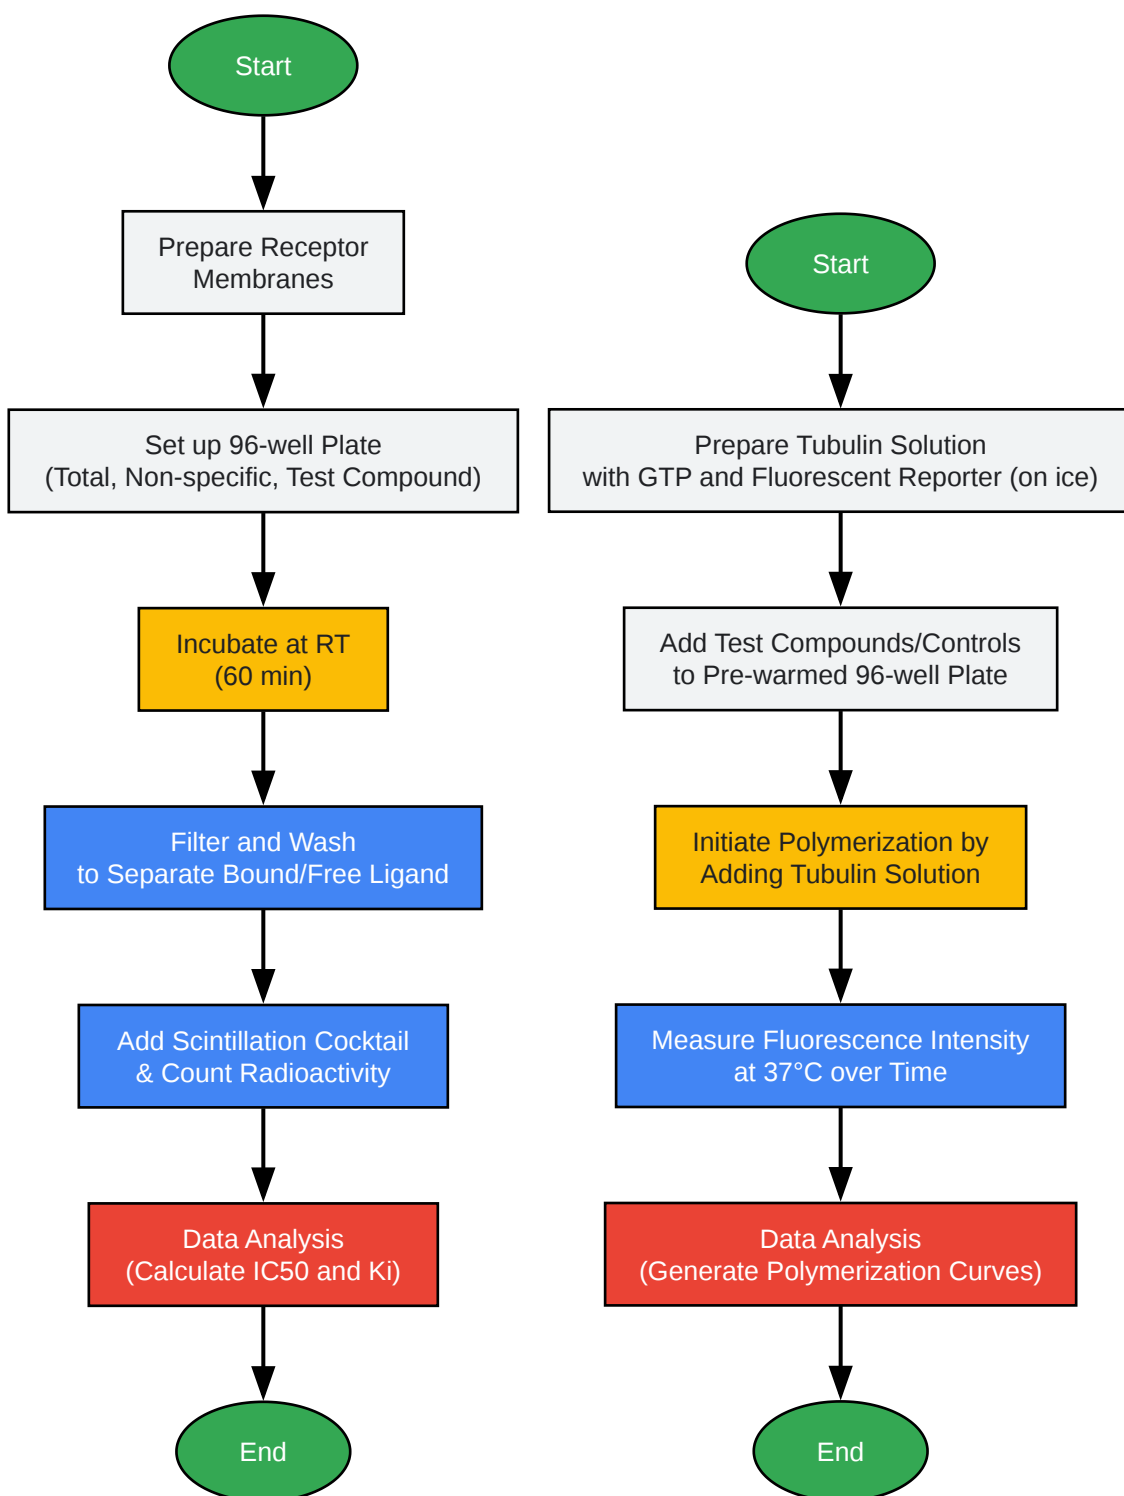 Start
Prepare Receptor
Membranes
Set up 96-well Plate
(Total, Non-specific, Test Compound)
Incubate at RT
(60 min)
Filter and Wash
to Separate Bound/Free Ligand
Add Scintillation Cocktail
& Count Radioactivity
Data Analysis
(Calculate IC50 and Ki)
End
Start
Prepare Tubulin Solution
with GTP and Fluorescent Reporter (on ice)
Add Test Compounds/Controls
to Pre-warmed 96-well Plate
Initiate Polymerization by
Adding Tubulin Solution
Measure Fluorescence Intensity
at 37°C over Time
Data Analysis
(Generate Polymerization Curves)
End